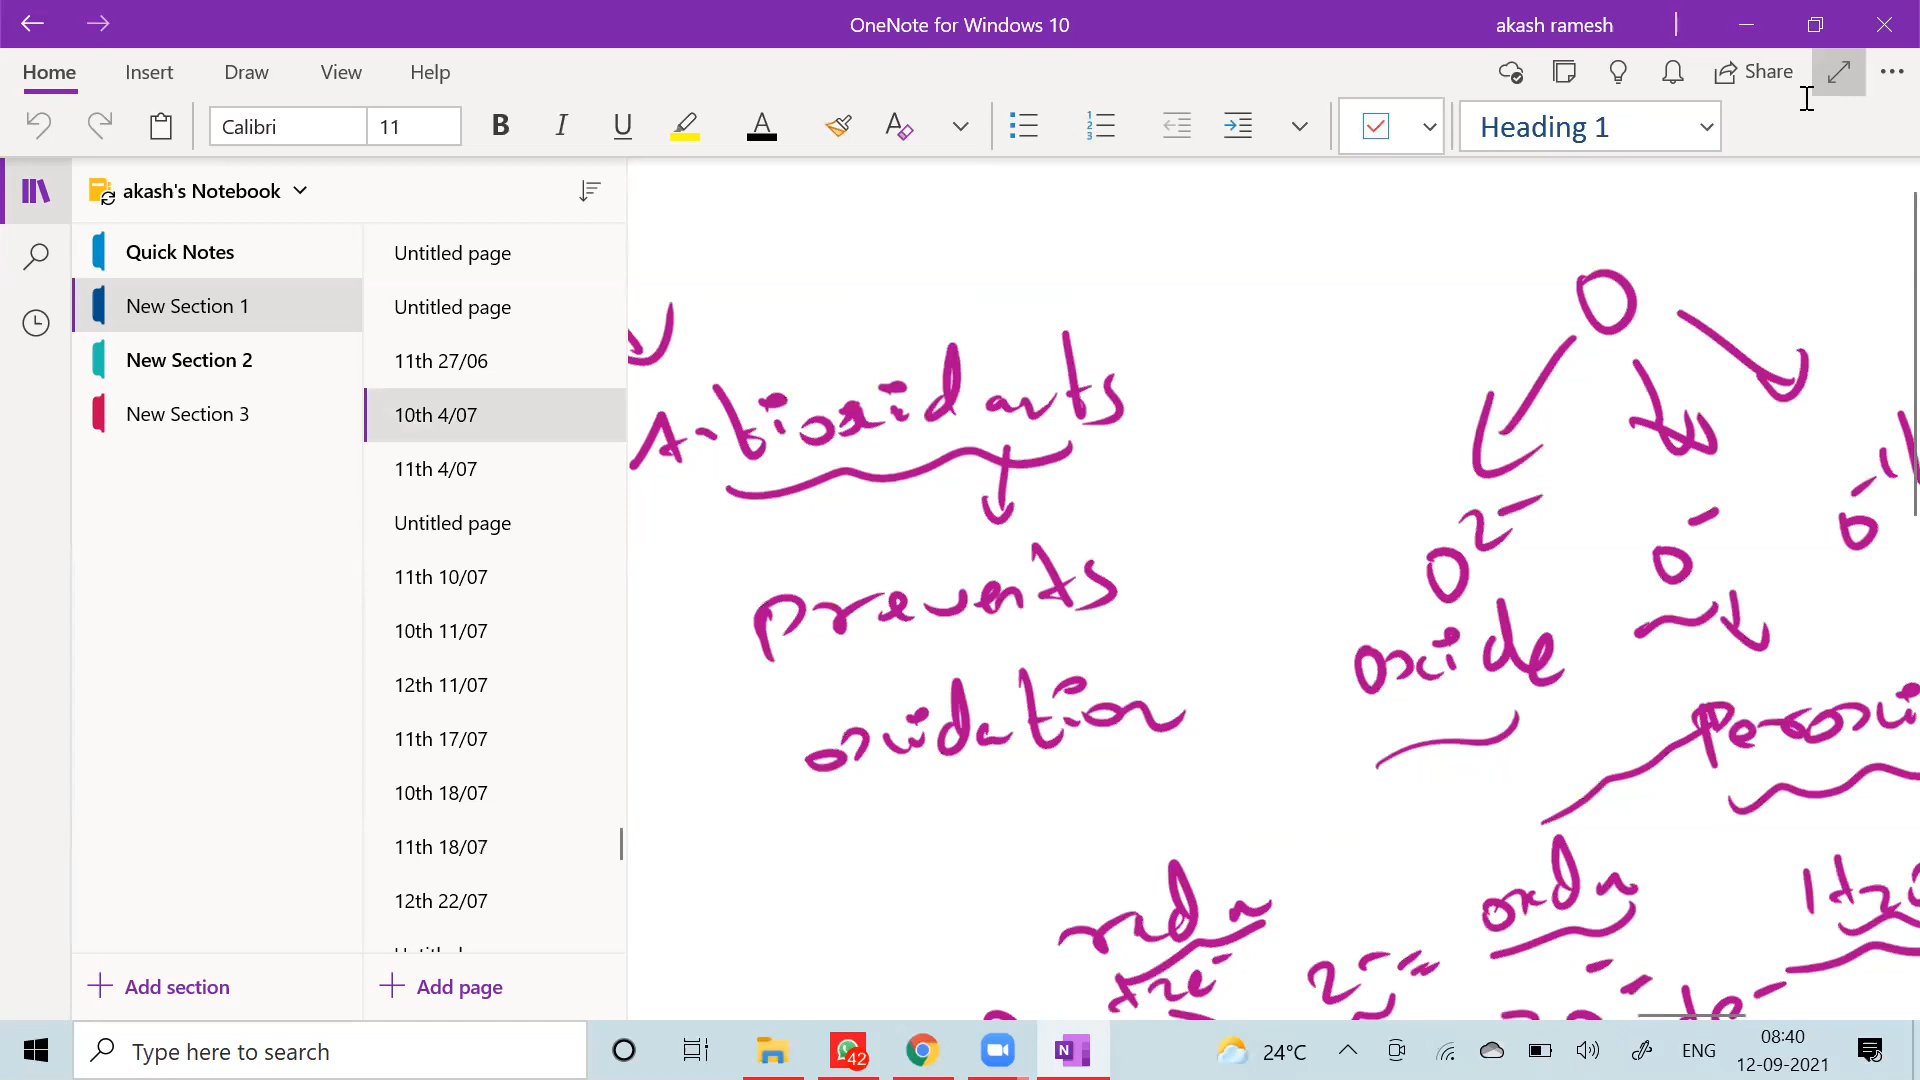 OneNote for Windows 10
akash ramesh
Home Insert Draw View Help
Share
Calibri 11 B I U A A Heading 1
akash's Notebook
Quick Notes
New Section 1
New Section 2
New Section 3
Untitled page
Untitled page
11th 27/06
10th 4/07
11th 4/07
Untitled page
11th 10/07
10th 11/07
12th 11/07
11th 17/07
10th 18/07
11th 18/07
12th 22/07
Add section
Add page
O
Antioxidants
prevents
oxidation
O2-
O-
oxide
redn
oxdn
+2e-
Type here to search
42
24°C
ENG
08:40
12-09-2021